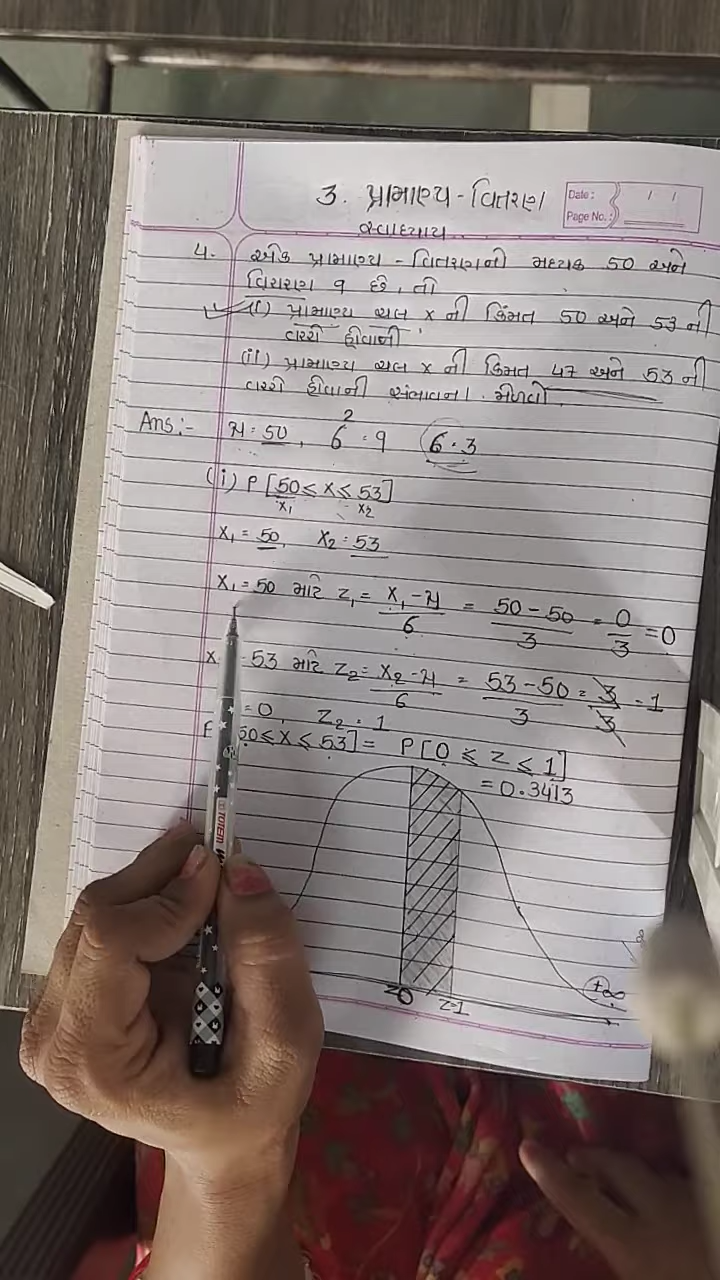 3. પ્રામાણ્ય - વિતરણ
Date : / /
Page No. :
સ્વાધ્યાય
4. એક પ્રામાણ્ય - વિતરણનો મધ્યક 50 અને
વિચરણ 9 છે, તો
(i) પ્રામાણ્ય ચલ x ની કિંમત 50 અને 53 ની
વચ્ચે હોવાની
(ii) પ્રામાણ્ય ચલ x ની કિંમત 47 અને 53 ની
વચ્ચે હોવાની સંભાવના મેળવો.
Ans :- μ = 50, σ² = 9 σ = 3
(i) P [50 ≤ x ≤ 53]
x₁ x₂
x₁ = 50, x₂ = 53
x₁ = 50 માટે z₁ = x₁ - μ / σ = 50 - 50 / 3 = 0 / 3 = 0
x = 53 માટે z₂ = x₂ - μ / σ = 53 - 50 / 3 = 3 / 3 = 1
= 0, z₂ = 1
50 ≤ x ≤ 53] = P [0 ≤ z ≤ 1]
= 0.3413
TOTEM
z0 z=1 +∞